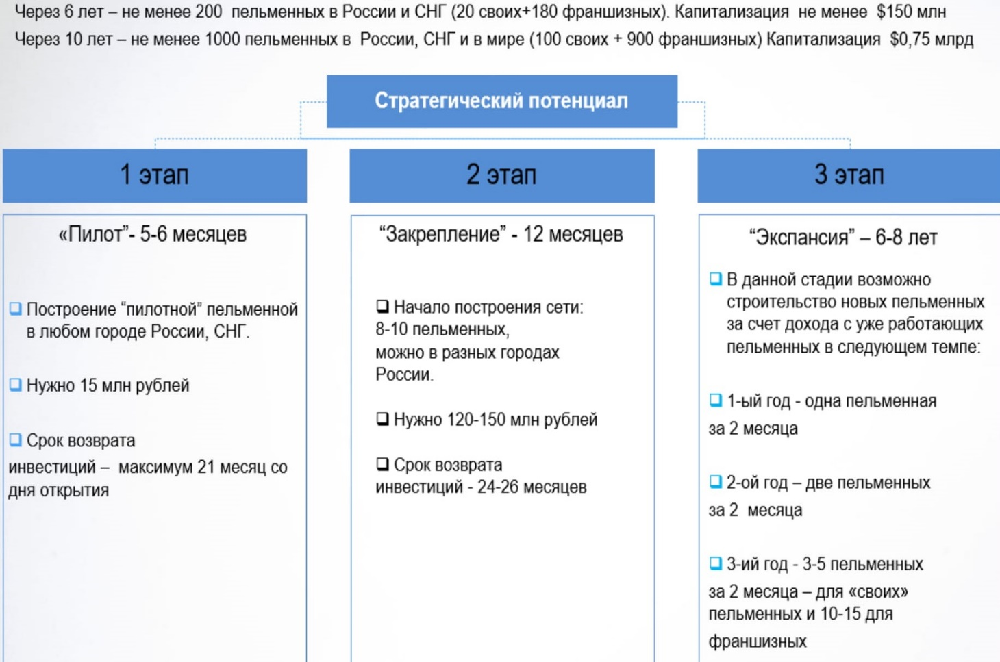 Через 6 лет – не менее 200 пельменных в России и СНГ (20 своих+180 франшизных). Капитализация не менее $150 млн
Через 10 лет – не менее 1000 пельменных в России, СНГ и в мире (100 своих + 900 франшизных) Капитализация $0,75 млрд
Стратегический потенциал
1 этап
«Пилот”- 5-6 месяцев
Построение “пилотной” пельменной
в любом городе России, СНГ.
Нужно 15 млн рублей
Срок возврата
инвестиций – максимум 21 месяц со
дня открытия
2 этап
“Закрепление” - 12 месяцев
Начало построения сети:
8-10 пельменных,
можно в разных городах
России.
Нужно 120-150 млн рублей
Срок возврата
инвестиций - 24-26 месяцев
3 этап
“Экспансия” – 6-8 лет
В данной стадии возможно
строительство новых пельменных
за счет дохода с уже работающих
пельменных в следующем темпе:
1-ый год - одна пельменная
за 2 месяца
2-ой год – две пельменных
за 2 месяца
3-ий год - 3-5 пельменных
за 2 месяца – для «своих»
пельменных и 10-15 для
франшизных